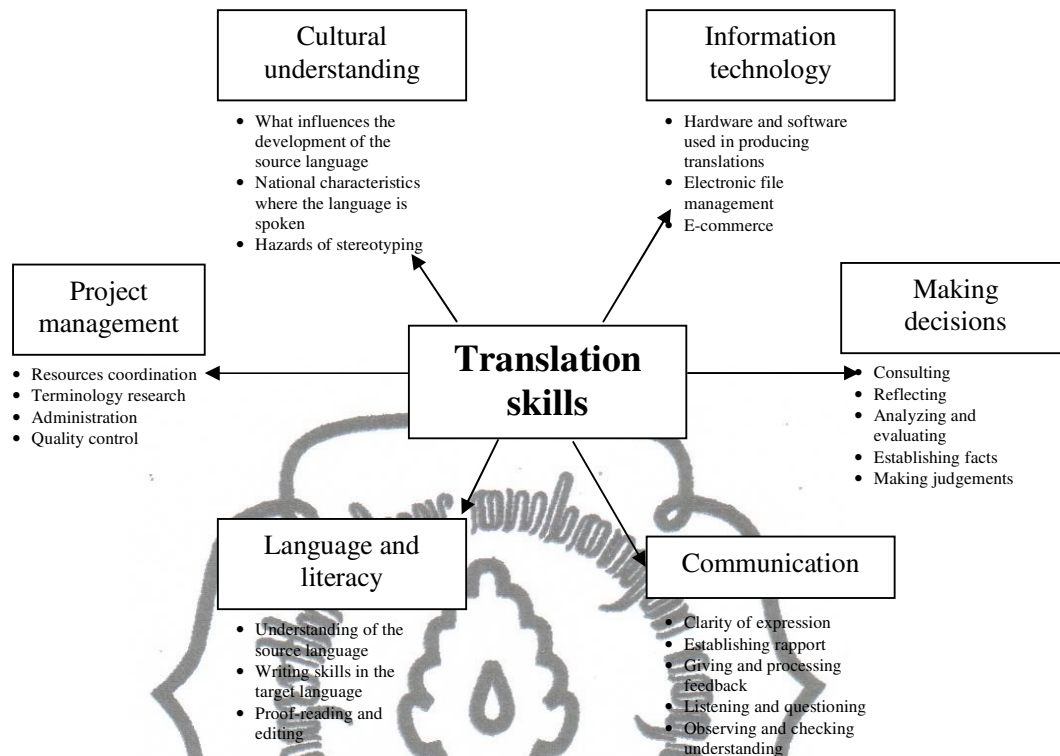 Cultural
understanding
• What influences the
development of the
source language
• National characteristics
where the language is
spoken
• Hazards of stereotyping
Information
technology
• Hardware and software
used in producing
translations
• Electronic file
management
• E-commerce
Project
management
• Resources coordination
• Terminology research
• Administration
• Quality control
Translation
skills
Making
decisions
• Consulting
• Reflecting
• Analyzing and
evaluating
• Establishing facts
• Making judgements
Language and
literacy
• Understanding of the
source language
• Writing skills in the
target language
• Proof-reading and
editing
Communication
• Clarity of expression
• Establishing rapport
• Giving and processing
feedback
• Listening and questioning
• Observing and checking
understanding